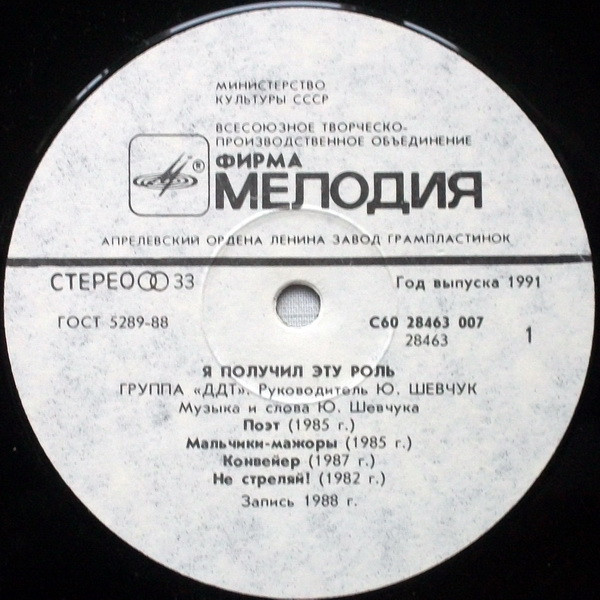 МИНИСТЕРСТВО
КУЛЬТУРЫ СССР
ВСЕСОЮЗНОЕ ТВОРЧЕСКО-
ПРОИЗВОДСТВЕННОЕ ОБЪЕДИНЕНИЕ
®
ФИРМА
МЕЛОДИЯ
АПРЕЛЕВСКИЙ ОРДЕНА ЛЕНИНА ЗАВОД ГРАМПЛАСТИНОК
СТЕРЕО 33
Год выпуска 1991
ГОСТ 5289-88
С60 28463 007
28463
1
Я ПОЛУЧИЛ ЭТУ РОЛЬ
ГРУППА «ДДТ». Руководитель Ю. ШЕВЧУК
Музыка и слова Ю. Шевчука
Поэт (1985 г.)
Мальчики-мажоры (1985 г.)
Конвейер (1987 г.)
Не стреляй! (1982 г.)
Запись 1988 г.